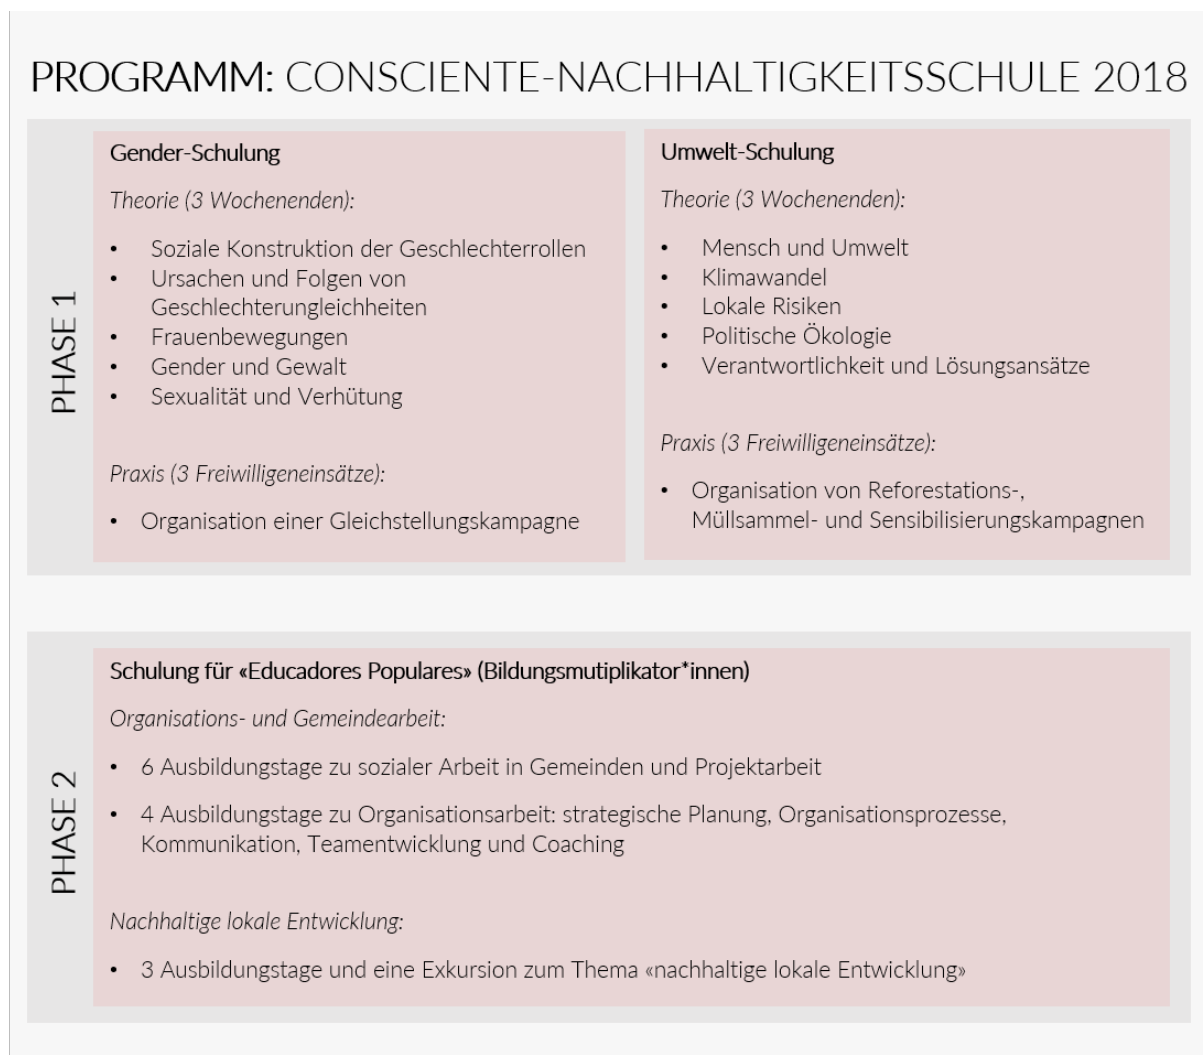 PROGRAMM: CONSCIENTE-NACHHALTIGKEITSSCHULE 2018
PHASE 1
Gender-Schulung
Theorie (3 Wochenenden):
• Soziale Konstruktion der Geschlechterrollen
• Ursachen und Folgen von
Geschlechterungleichheiten
• Frauenbewegungen
• Gender und Gewalt
• Sexualität und Verhütung
Praxis (3 Freiwilligeneinsätze):
• Organisation einer Gleichstellungskampagne
Umwelt-Schulung
Theorie (3 Wochenenden):
• Mensch und Umwelt
• Klimawandel
• Lokale Risiken
• Politische Ökologie
• Verantwortlichkeit und Lösungsansätze
Praxis (3 Freiwilligeneinsätze):
• Organisation von Reforestations-,
Müllsammel- und Sensibilisierungskampagnen
PHASE 2
Schulung für «Educadores Populares» (Bildungsmutiplikator*innen)
Organisations- und Gemeindearbeit:
• 6 Ausbildungstage zu sozialer Arbeit in Gemeinden und Projektarbeit
• 4 Ausbildungstage zu Organisationsarbeit: strategische Planung, Organisationsprozesse,
Kommunikation, Teamentwicklung und Coaching
Nachhaltige lokale Entwicklung:
• 3 Ausbildungstage und eine Exkursion zum Thema «nachhaltige lokale Entwicklung»